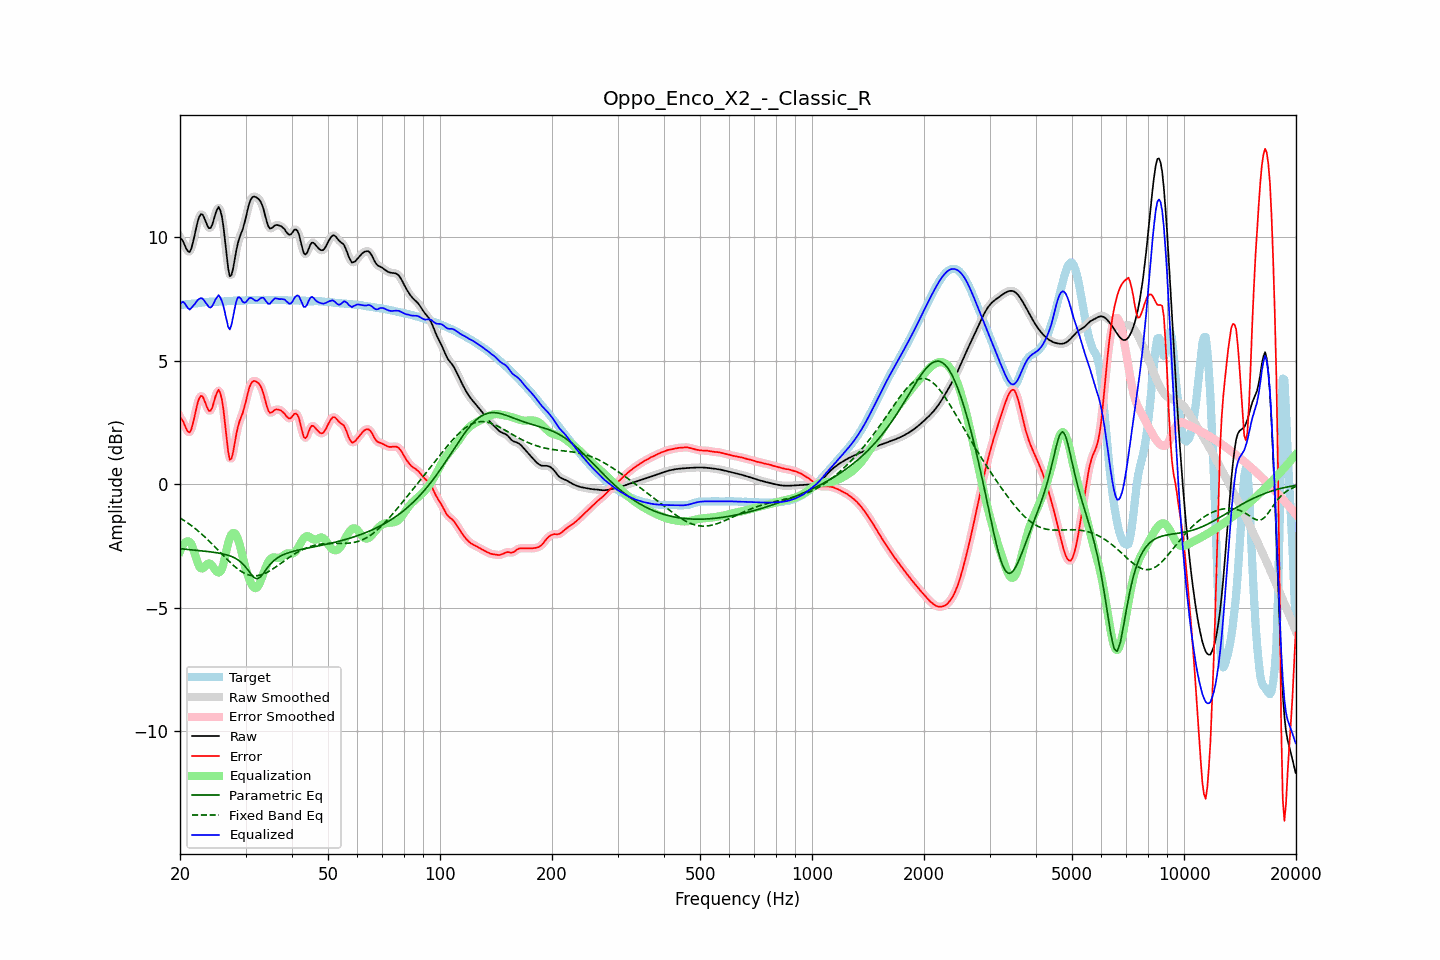 Oppo_Enco_X2_-_Classic_R
Amplitude (dBr)
10
5
0
−5
−10
Target
Raw Smoothed
Error Smoothed
Raw
Error
Equalization
Parametric Eq
Fixed Band Eq
Equalized
20 50 100 200 500 1000 2000 5000 10000 20000
Frequency (Hz)